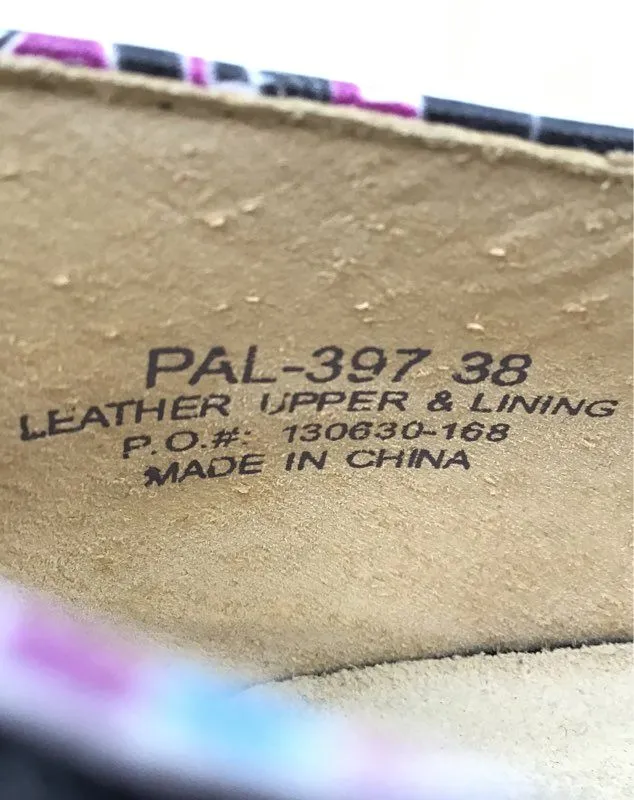 PAL-397 38
LEATHER UPPER & LINING
P.O.#: 130630-168
MADE IN CHINA